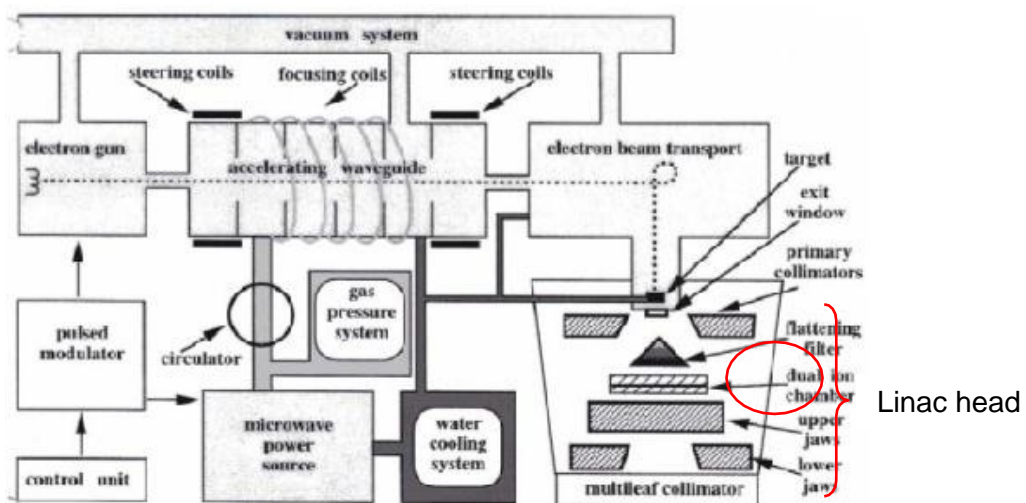 vacuum system
steering coils
focusing coils
steering coils
electron gun
accelerating waveguide
electron beam transport
target
exit
window
primary
collimators
flattening
filter
dual ion
chamber
upper
jaws
lower
jaws
multileaf collimator
Linac head
pulsed
modulator
circulator
gas
pressure
system
microwave
power
source
water
cooling
system
control unit